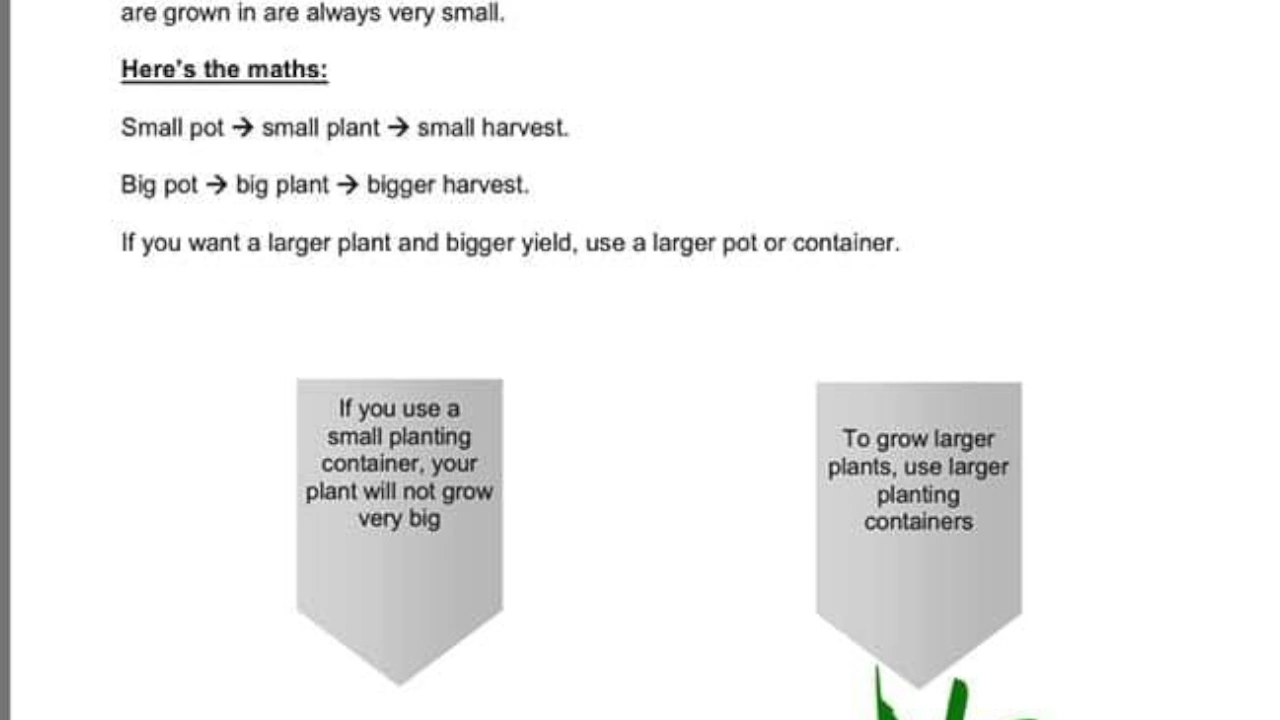 are grown in are always very small.
Here's the maths:
Small pot → small plant → small harvest.
Big pot → big plant → bigger harvest.
If you want a larger plant and bigger yield, use a larger pot or container.
If you use a
small planting
container, your
plant will not grow
very big
To grow larger
plants, use larger
planting
containers